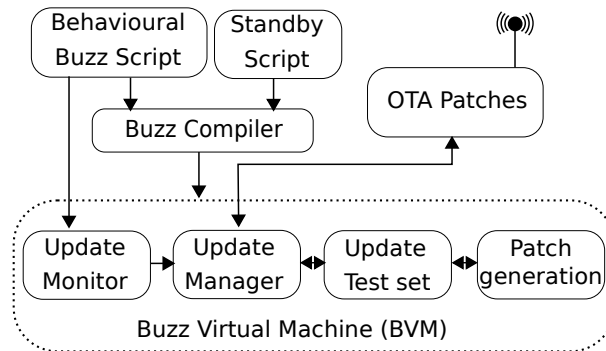 Behavioural
Buzz Script
Standby
Script
Buzz Compiler
OTA Patches
Update
Monitor
Update
Manager
Update
Test set
Patch
generation
Buzz Virtual Machine (BVM)